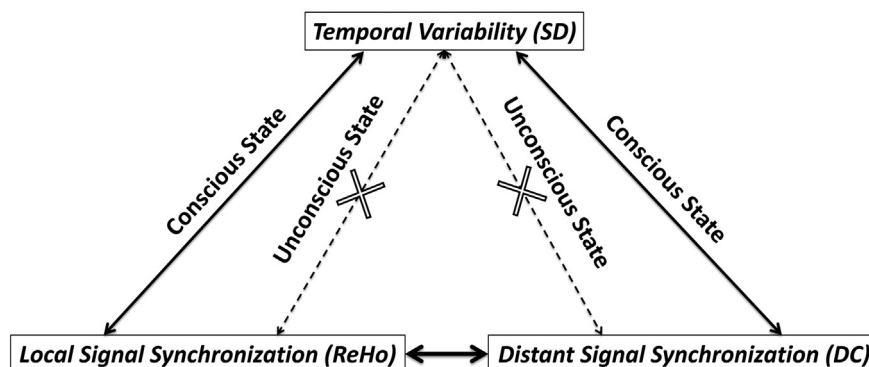 Temporal Variability (SD)
Conscious State
Unconscious State
Unconscious State
Conscious State
Local Signal Synchronization (ReHo)
Distant Signal Synchronization (DC)